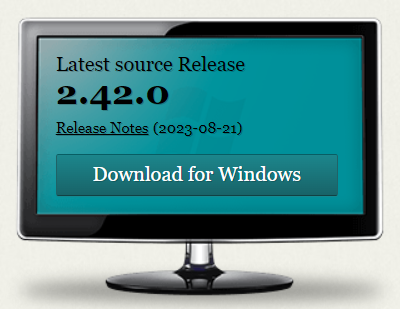 Latest source Release
2.42.0
Release Notes (2023-08-21)
Download for Windows